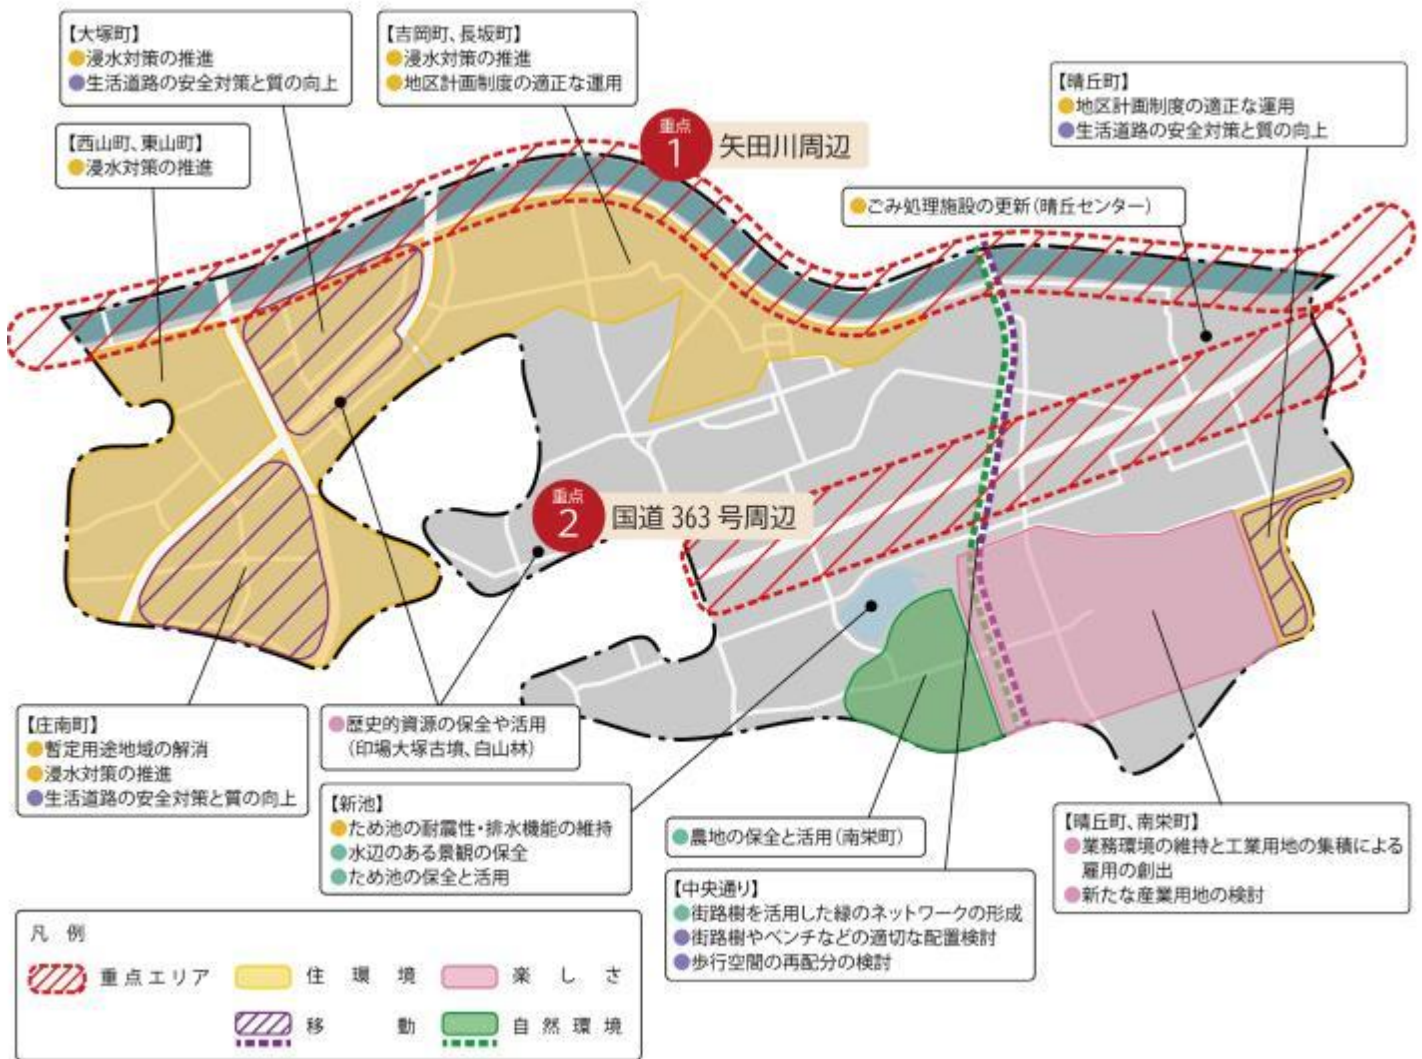 【大塚町】
浸水対策の推進
生活道路の安全対策と質の向上
【吉岡町、長坂町】
浸水対策の推進
地区計画制度の適正な運用
【晴丘町】
地区計画制度の適正な運用
生活道路の安全対策と質の向上
【西山町、東山町】
浸水対策の推進
重点
1
矢田川周辺
ごみ処理施設の更新(晴丘センター)
重点
2
国道363号周辺
【庄南町】
暫定用途地域の解消
浸水対策の推進
生活道路の安全対策と質の向上
歴史的資源の保全や活用
(印場大塚古墳、白山林)
【新池】
ため池の耐震性・排水機能の維持
水辺のある景観の保全
ため池の保全と活用
農地の保全と活用(南栄町)
【中央通り】
街路樹を活用した緑のネットワークの形成
街路樹やベンチなどの適切な配置検討
歩行空間の再配分の検討
【晴丘町、南栄町】
業務環境の維持と工業用地の集積による
雇用の創出
新たな産業用地の検討
凡例
重点エリア
住環境
楽しさ
移動
自然環境